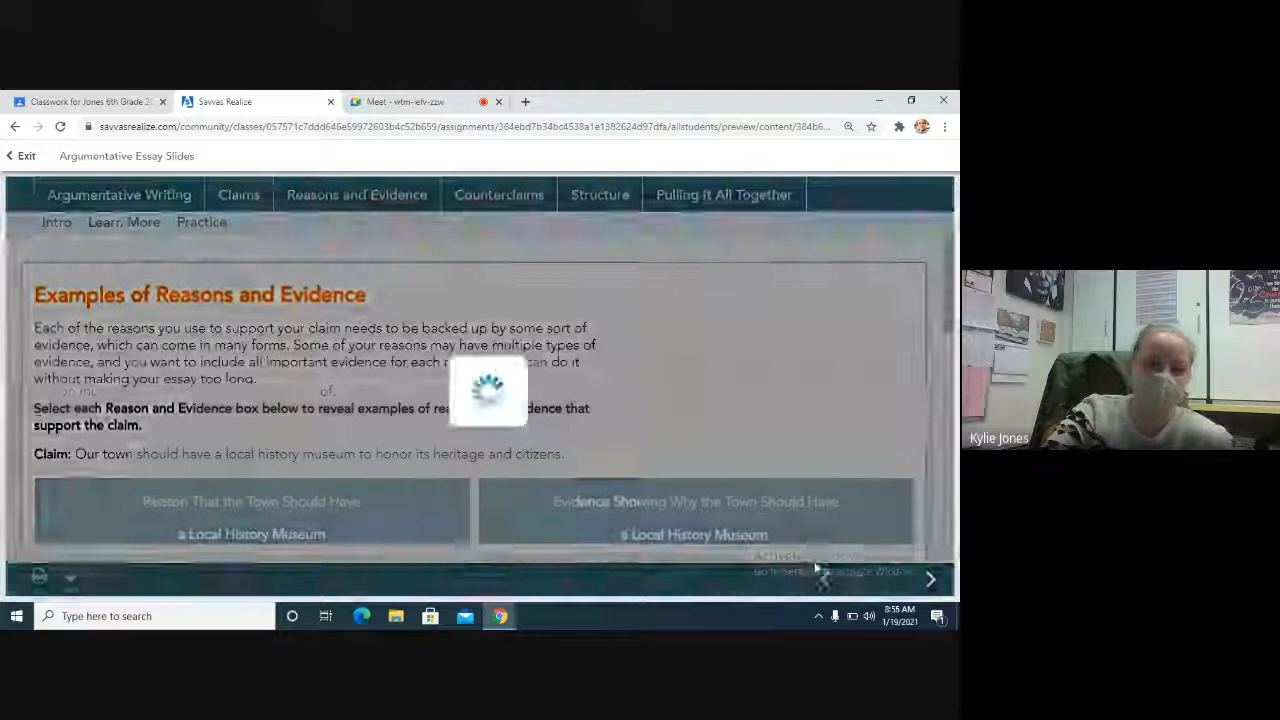 Classwork for Jones 6th Grade 2
Savvas Realize
Meet - wtm-iefv-zzw
savvasrealize.com/community/classes/057571c7ddd646e59972603b4c52b659/assignments/364ebd7b34bc4538a1e1382624d97dfa/allstudents/preview/content/384b6...
Exit
Argumentative Essay Slides
Argumentative Writing
Claims
Reasons and Evidence
Counterclaims
Structure
Pulling It All Together
Intro
Learn More
Practice
Examples of Reasons and Evidence
Each of the reasons you use to support your claim needs to be backed up by some sort of
evidence, which can come in many forms. Some of your reasons may have multiple types of
evidence, and you want to include all important evidence for each can do it
without making your essay too long.
of.
Select each Reason and Evidence box below to reveal examples of that
support the claim.
Claim: Our town should have a local history museum to honor its heritage and citizens.
Reason That the Town Should Have
a Local History Museum
Evidence Showing Why the Town Should Have
a Local History Museum
Kylie Jones
Type here to search
8:55 AM
1/19/2021